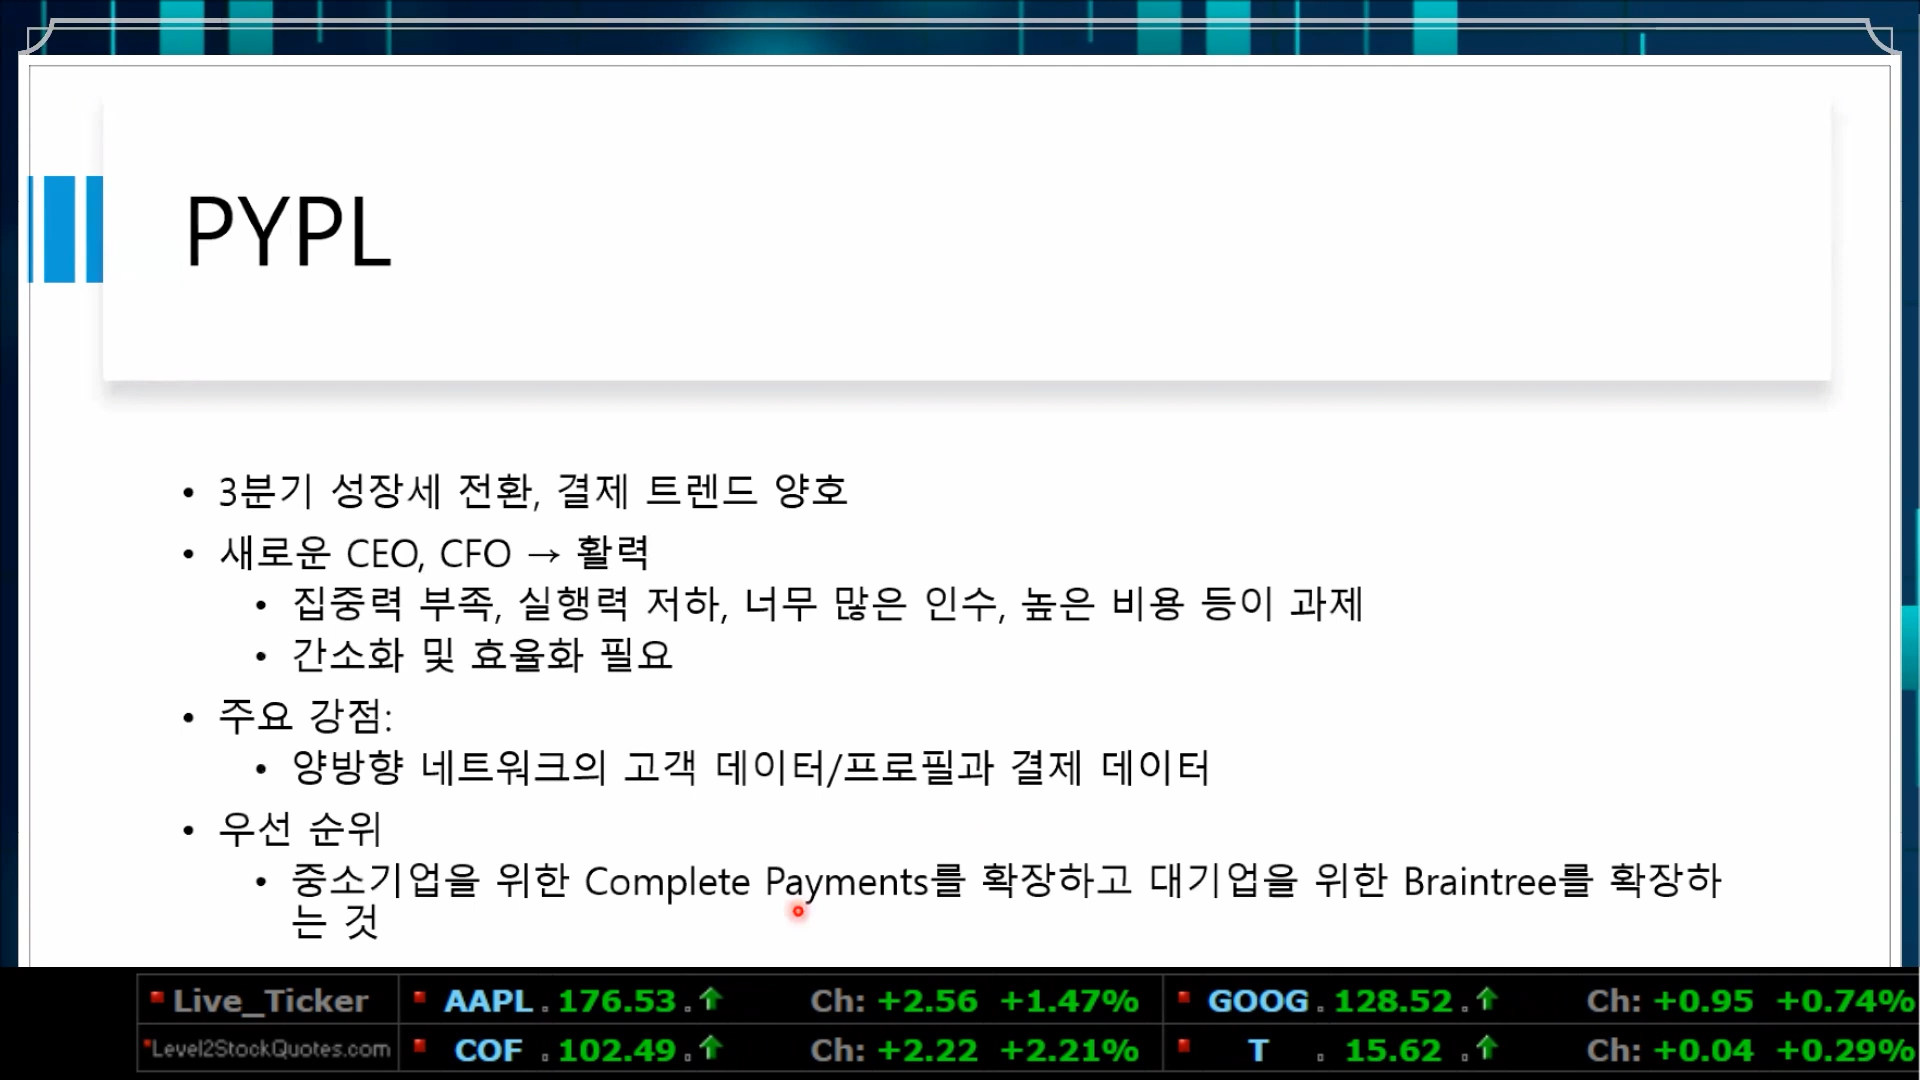 PYPL
• 3분기 성장세 전환, 결제 트렌드 양호
• 새로운 CEO, CFO → 활력
• 집중력 부족, 실행력 저하, 너무 많은 인수, 높은 비용 등이 과제
• 간소화 및 효율화 필요
• 주요 강점:
• 양방향 네트워크의 고객 데이터/프로필과 결제 데이터
• 우선 순위
• 중소기업을 위한 Complete Payments를 확장하고 대기업을 위한 Braintree를 확장하
는 것
Live_Ticker AAPL 176.53 Ch: +2.56 +1.47% GOOG 128.52 Ch: +0.95 +0.74%
Level2StockQuotes.com COF 102.49 Ch: +2.22 +2.21% T 15.62 Ch: +0.04 +0.29%